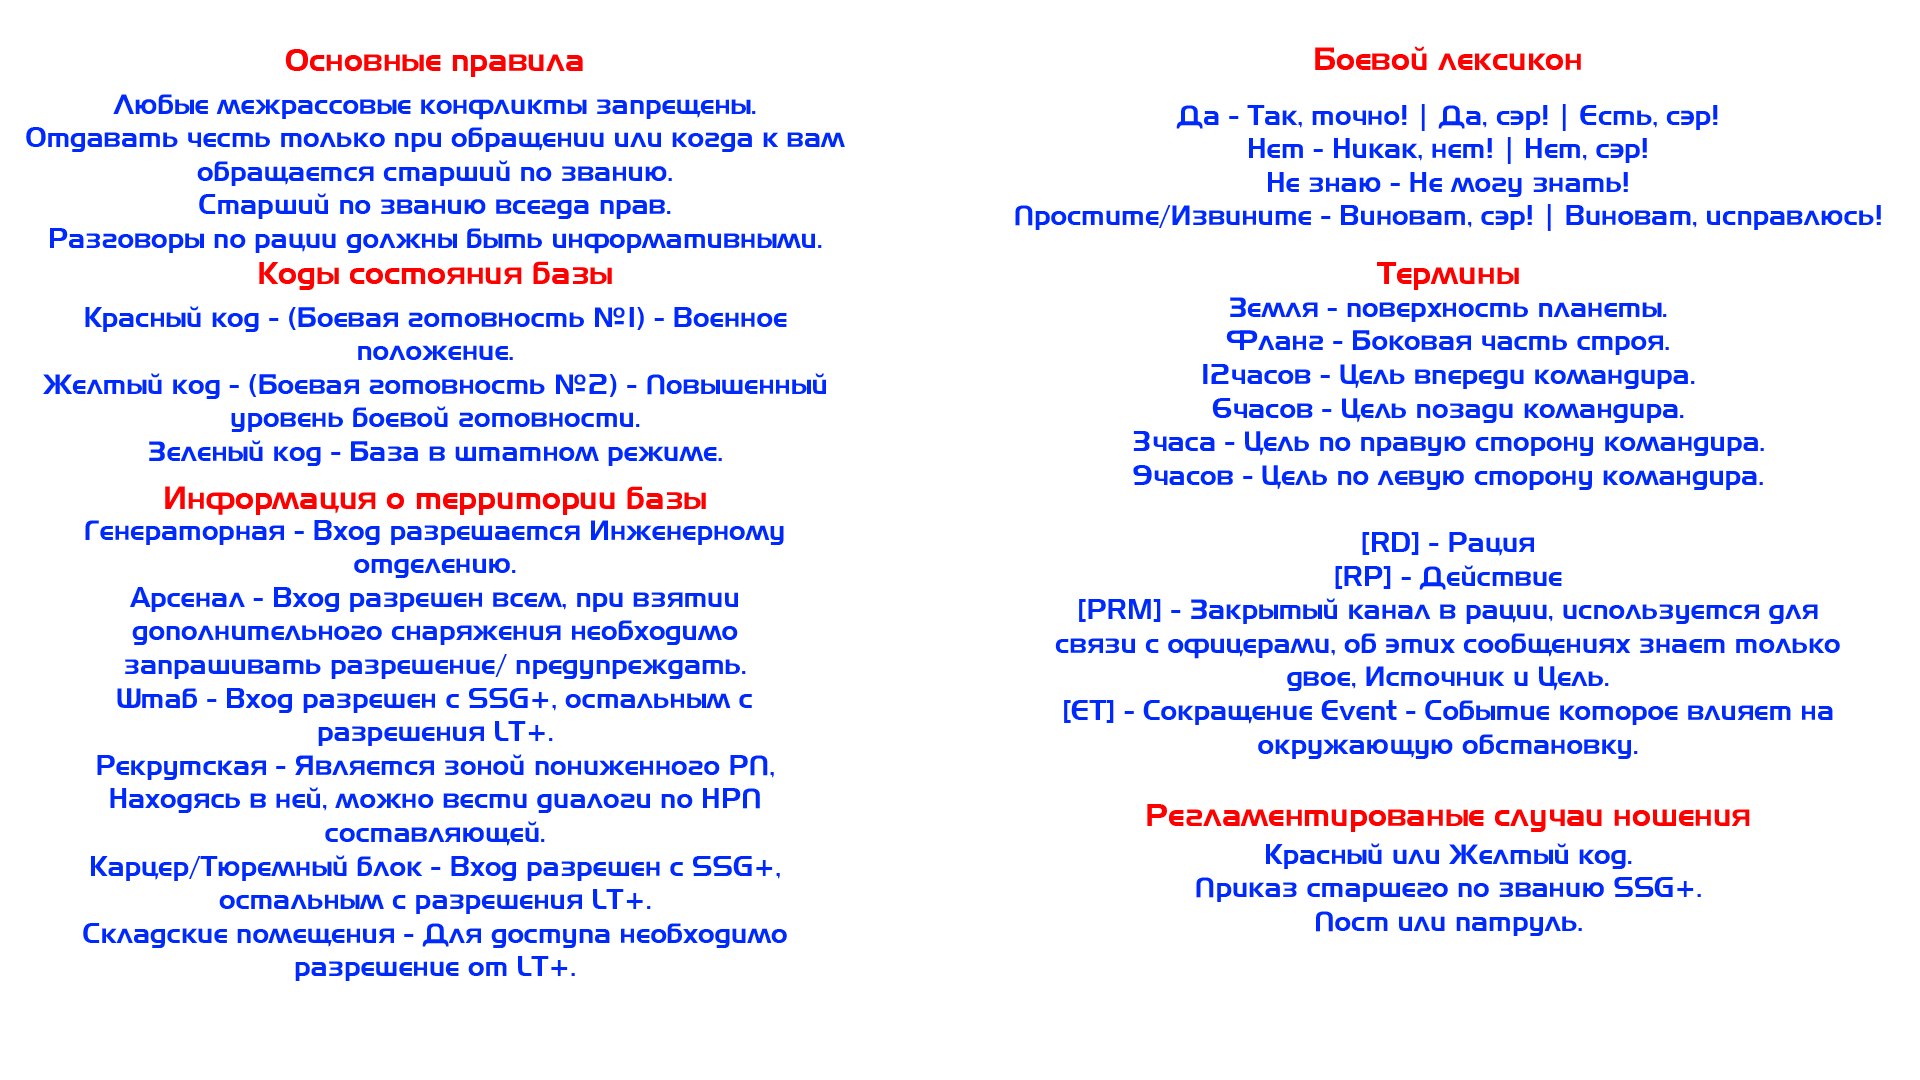 Основные правила
Любые межрассовые конфликты запрещены.
Отдавать честь только при обращении или когда к вам
обращается старший по званию.
Старший по званию всегда прав.
Разговоры по рации должны быть информативными.
Коды состояния базы
Красный код - (Боевая готовность №1) - Военное
положение.
Желтый код - (Боевая готовность №2) - Повышенный
уровень боевой готовности.
Зеленый код - База в штатном режиме.
Информация о территории базы
Генераторная - Вход разрешается Инженерному
отделению.
Арсенал - Вход разрешен всем, при взятии
дополнительного снаряжения необходимо
запрашивать разрешение/ предупреждать.
Штаб - Вход разрешен с SSG+, остальным с
разрешения LT+.
Рекрутская - Является зоной пониженного РП,
Находясь в ней, можно вести диалоги по НРП
составляющей.
Карцер/Тюремный блок - Вход разрешен с SSG+,
остальным с разрешения LT+.
Складские помещения - Для доступа необходимо
разрешение от LT+.
Боевой лексикон
Да - Так, точно! | Да, сэр! | Есть, сэр!
Нет - Никак, нет! | Нет, сэр!
Не знаю - Не могу знать!
Простите/Извините - Виноват, сэр! | Виноват, исправлюсь!
Термины
Земля - поверхность планеты.
Фланг - Боковая часть строя.
12часов - Цель впереди командира.
6часов - Цель позади командира.
3часа - Цель по правую сторону командира.
9часов - Цель по левую сторону командира.
[RD] - Рация
[RP] - Действие
[PRM] - Закрытый канал в рации, используется для
связи с офицерами, об этих сообщениях знает только
двое, Источник и Цель.
[ET] - Сокращение Event - Событие которое влияет на
окружающую обстановку.
Регламентированые случаи ношения
Красный или Желтый код.
Приказ старшего по званию SSG+.
Пост или патруль.